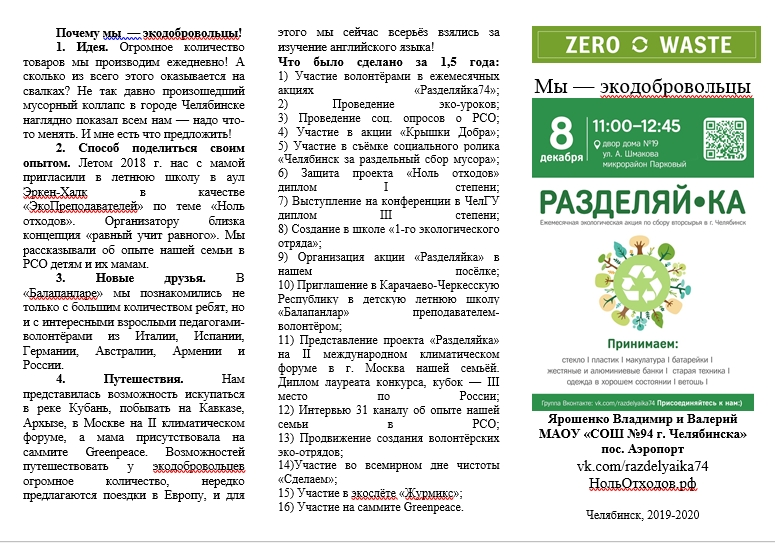 Почему мы — экодобровольцы!
1. Идея. Огромное количество
товаров мы производим ежедневно! А
сколько из всего этого оказывается на
свалках? Не так давно произошедший
мусорный коллапс в городе Челябинске
наглядно показал всем нам — надо что-
то менять. И мне есть что предложить!
2. Способ поделиться своим
опытом. Летом 2018 г. нас с мамой
пригласили в летнюю школу в аул
Эркен-Халк в качестве
«ЭкоПреподавателей» по теме «Ноль
отходов». Организатору близка
концепция «равный учит равного». Мы
рассказывали об опыте нашей семьи в
РСО детям и их мамам.
3. Новые друзья. В
«Балапанларе» мы познакомились не
только с большим количеством ребят, но
и с интересными взрослыми педагогами-
волонтёрами из Италии, Испании,
Германии, Австралии, Армении и
России.
4. Путешествия. Нам
представилась возможность искупаться
в реке Кубань, побывать на Кавказе,
Архызе, в Москве на II климатическом
форуме, а мама присутствовала на
саммите Greenpeace. Возможностей
путешествовать у экодобровольцев
огромное количество, нередко
предлагаются поездки в Европу, и для
этого мы сейчас всерьёз взялись за
изучение английского языка!
Что было сделано за 1,5 года:
1) Участие волонтёрами в ежемесячных
акциях «Разделяйка74»;
2) Проведение эко-уроков;
3) Проведение соц. опросов о РСО;
4) Участие в акции «Крышки Добра»;
5) Участие в съёмке социального ролика
«Челябинск за раздельный сбор мусора»;
6) Защита проекта «Ноль отходов»
диплом I степени;
7) Выступление на конференции в ЧелГУ
диплом III степени;
8) Создание в школе «1-го экологического
отряда»;
9) Организация акции «Разделяйка» в
нашем посёлке;
10) Приглашение в Карачаево-Черкесскую
Республику в детскую летнюю школу
«Балапанлар» преподавателем-
волонтёром;
11) Представление проекта «Разделяйка»
на II международном климатическом
форуме в г. Москва нашей семьёй.
Диплом лауреата конкурса, кубок — III
место по России;
12) Интервью 31 каналу об опыте нашей
семьи в РСО;
13) Продвижение создания волонтёрских
эко-отрядов;
14)Участие во всемирном дне чистоты
«Сделаем»;
15) Участие в экослёте «Журмикс»;
16) Участие на саммите Greenpeace.
ZERO WASTE
Мы — экодобровольцы
8
декабря
11:00–12:45
двор дома №19
ул. А. Шмакова
микрорайон Парковый
РАЗДЕЛЯЙ•КА
Ежемесячная экологическая акция по сбору вторсырья в г. Челябинск
Принимаем:
стекло | пластик | макулатура | батарейки |
жестяные и алюминиевые банки | старая техника |
одежда в хорошем состоянии | ветошь |
Группа Вконтакте: vk.com/razdelyaika74 Присоединяйтесь к нам:)
Ярошенко Владимир и Валерий
МАОУ «СОШ №94 г. Челябинска»
пос. Аэропорт
vk.com/razdelyaika74
НольОтходов.рф
Челябинск, 2019-2020